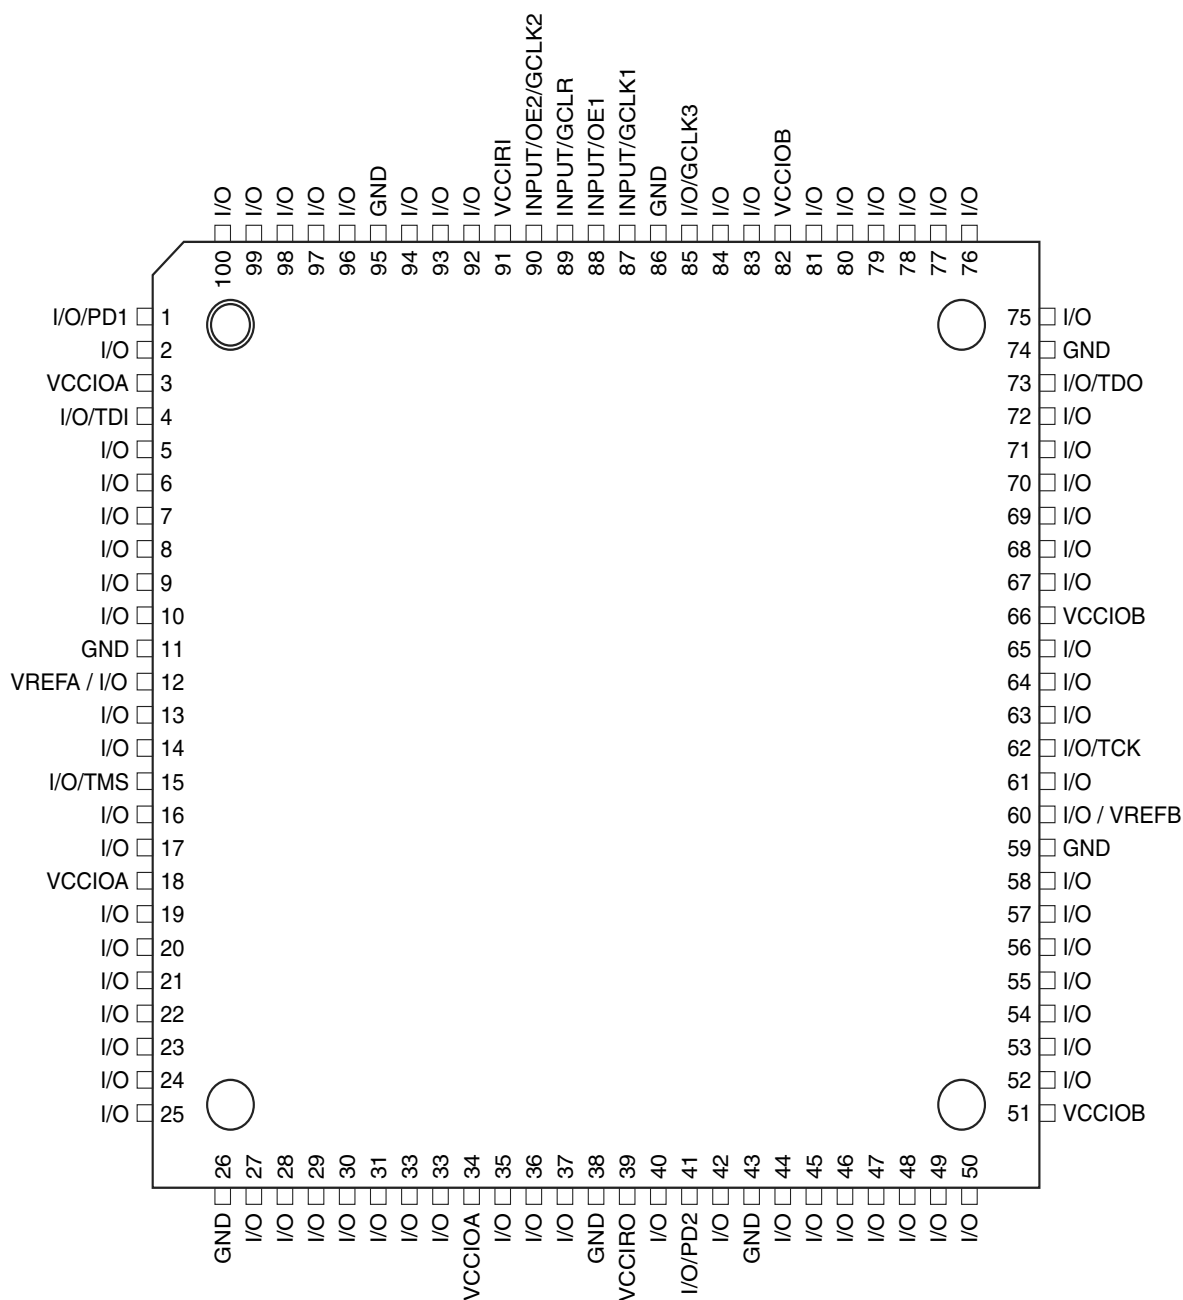 I/O I/O I/O I/O I/O GND I/O I/O I/O VCCIRI INPUT/OE2/GCLK2 INPUT/GCLR INPUT/OE1 INPUT/GCLK1 GND I/O/GCLK3 I/O I/O VCCIOB I/O I/O I/O I/O I/O I/O
100 99 98 97 96 95 94 93 92 91 90 89 88 87 86 85 84 83 82 81 80 79 78 77 76
I/O/PD1 1 75 I/O
I/O 2 74 GND
VCCIOA 3 73 I/O/TDO
I/O/TDI 4 72 I/O
I/O 5 71 I/O
I/O 6 70 I/O
I/O 7 69 I/O
I/O 8 68 I/O
I/O 9 67 I/O
I/O 10 66 VCCIOB
GND 11 65 I/O
VREFA / I/O 12 64 I/O
I/O 13 63 I/O
I/O 14 62 I/O/TCK
I/O/TMS 15 61 I/O
I/O 16 60 I/O / VREFB
I/O 17 59 GND
VCCIOA 18 58 I/O
I/O 19 57 I/O
I/O 20 56 I/O
I/O 21 55 I/O
I/O 22 54 I/O
I/O 23 53 I/O
I/O 24 52 I/O
I/O 25 51 VCCIOB
26 27 28 29 30 31 33 33 34 35 36 37 38 39 40 41 42 43 44 45 46 47 48 49 50
GND I/O I/O I/O I/O I/O I/O I/O VCCIOA I/O I/O I/O GND VCCIRO I/O I/O/PD2 I/O GND I/O I/O I/O I/O I/O I/O I/O